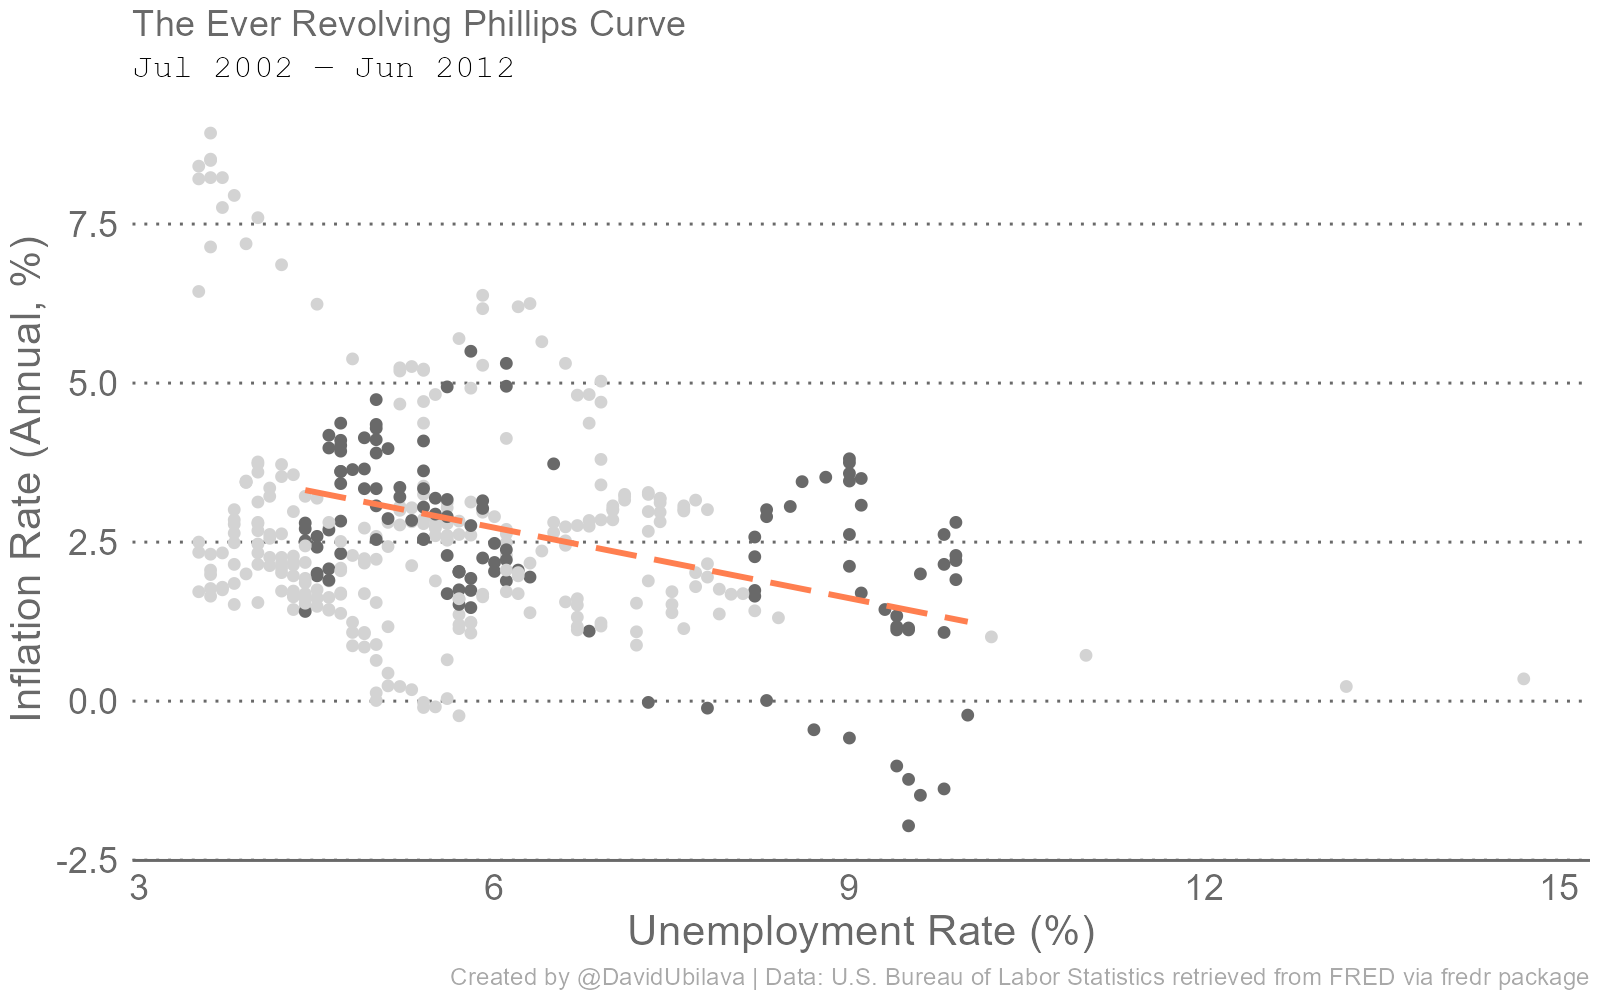 The Ever Revolving Phillips Curve
Jul 2002 — Jun 2012
Inflation Rate (Annual, %)
7.5
5.0
2.5
0.0
-2.5
3 6 9 12 15
Unemployment Rate (%)
Created by @DavidUbilava | Data: U.S. Bureau of Labor Statistics retrieved from FRED via fredr package